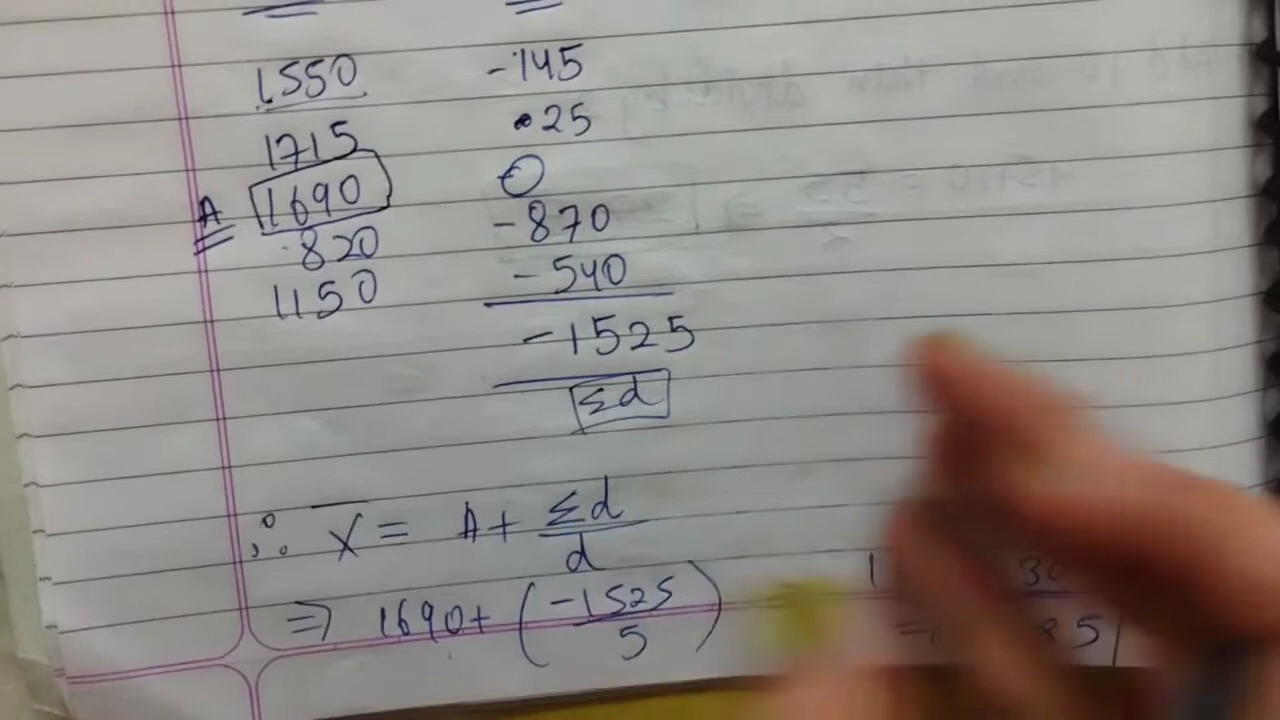 1550 -145
1715 25
A 1690 0
820 -870
1150 -540
-1525
Σd
∴ X̄ = A + Σd/d
⇒ 1690 + (-1525/5)